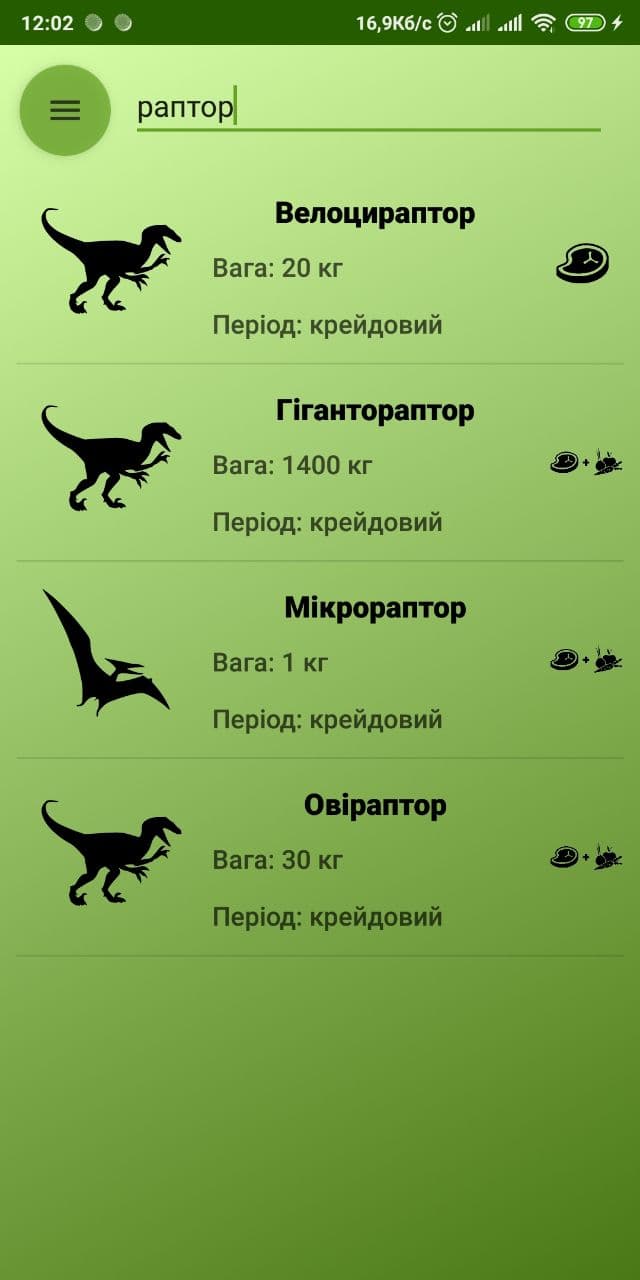 12:02 16,9Кб/с 97
раптор
Велоцираптор
Вага: 20 кг
Період: крейдовий
Гігантораптор
Вага: 1400 кг
Період: крейдовий
Мікрораптор
Вага: 1 кг
Період: крейдовий
Овіраптор
Вага: 30 кг
Період: крейдовий